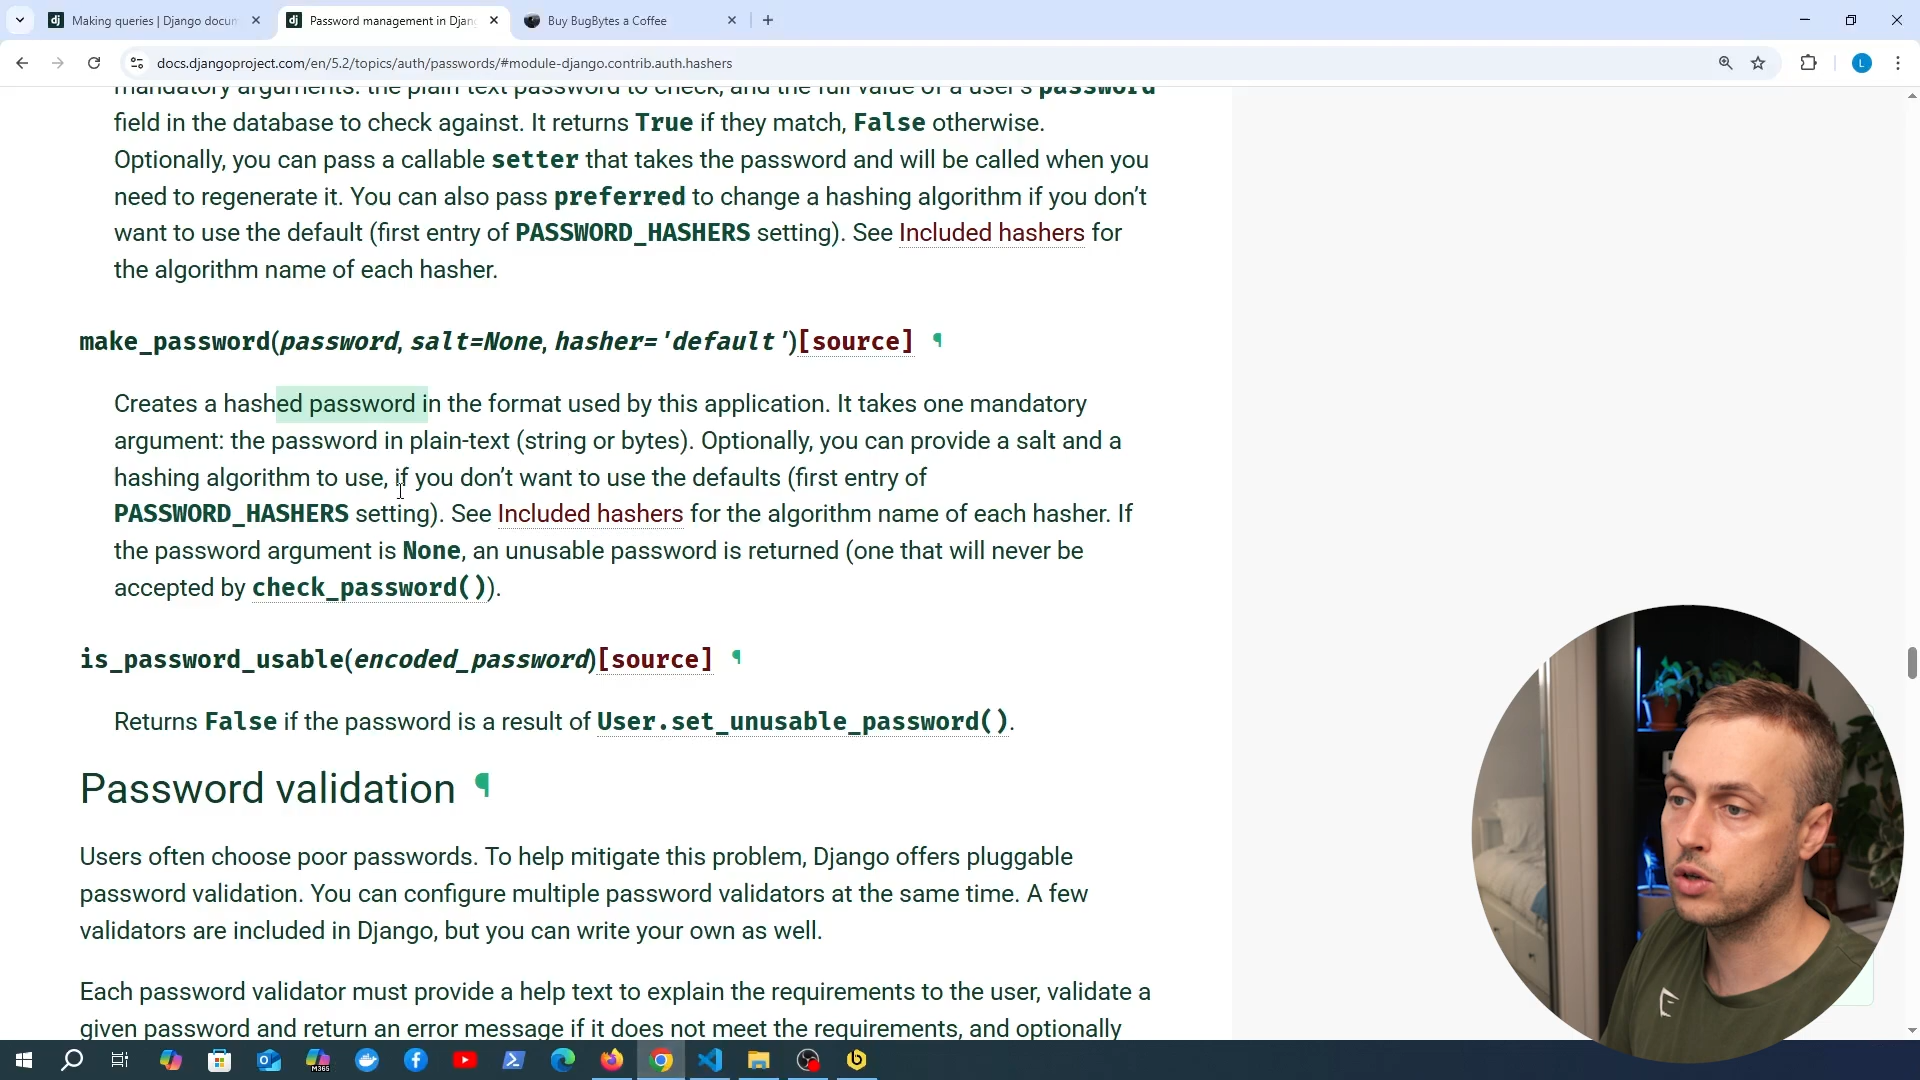 Making queries | Django docum
Password management in Djang
Buy BugBytes a Coffee
docs.djangoproject.com/en/5.2/topics/auth/passwords/#module-django.contrib.auth.hashers
L
mandatory arguments: the plain text password to check, and the full value of a user's password
field in the database to check against. It returns True if they match, False otherwise.
Optionally, you can pass a callable setter that takes the password and will be called when you
need to regenerate it. You can also pass preferred to change a hashing algorithm if you don’t
want to use the default (first entry of PASSWORD_HASHERS setting). See Included hashers for
the algorithm name of each hasher.
make_password(password, salt=None, hasher='default')[source] ¶
Creates a hashed password in the format used by this application. It takes one mandatory
argument: the password in plain-text (string or bytes). Optionally, you can provide a salt and a
hashing algorithm to use, if you don’t want to use the defaults (first entry of
PASSWORD_HASHERS setting). See Included hashers for the algorithm name of each hasher. If
the password argument is None, an unusable password is returned (one that will never be
accepted by check_password()).
is_password_usable(encoded_password)[source] ¶
Returns False if the password is a result of User.set_unusable_password().
Password validation ¶
Users often choose poor passwords. To help mitigate this problem, Django offers pluggable
password validation. You can configure multiple password validators at the same time. A few
validators are included in Django, but you can write your own as well.
Each password validator must provide a help text to explain the requirements to the user, validate a
given password and return an error message if it does not meet the requirements, and optionally